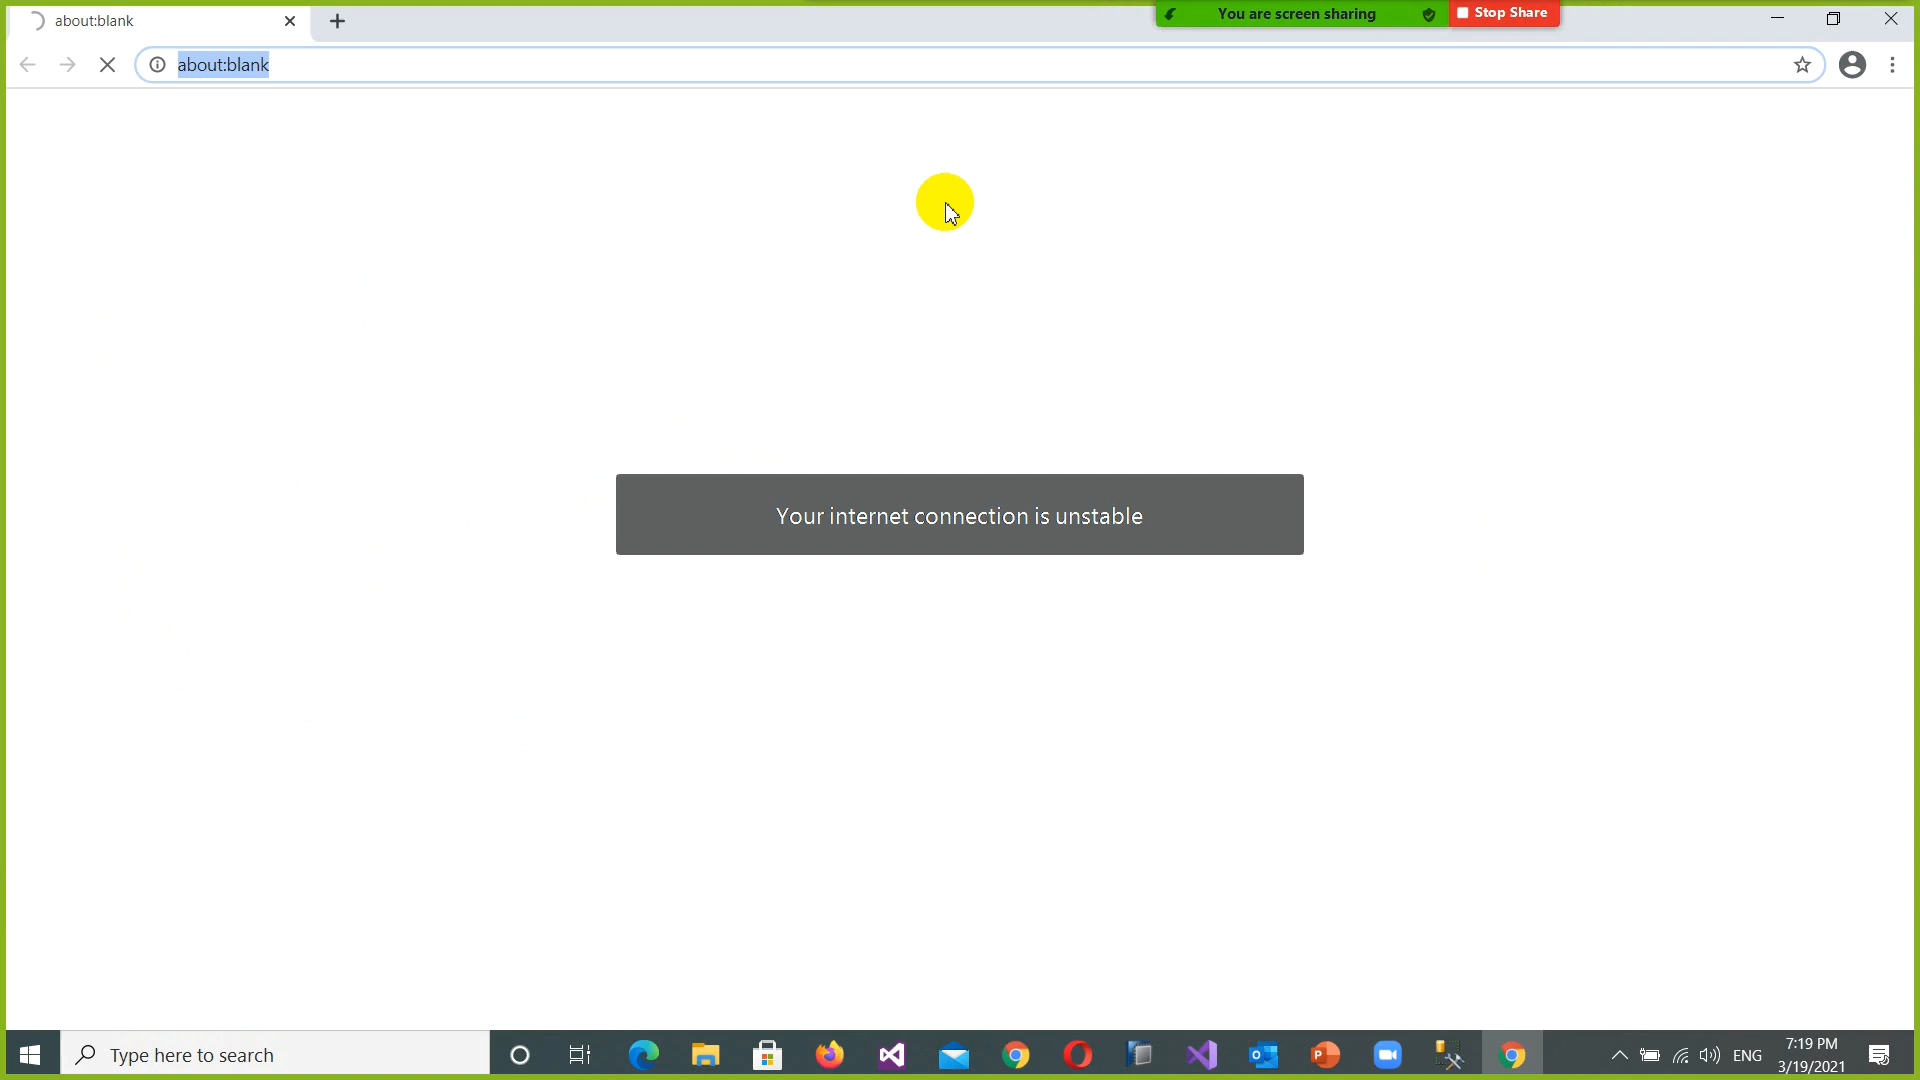 about:blank
You are screen sharing
Stop Share
about:blank
Your internet connection is unstable
Type here to search
ENG
7:19 PM
3/19/2021